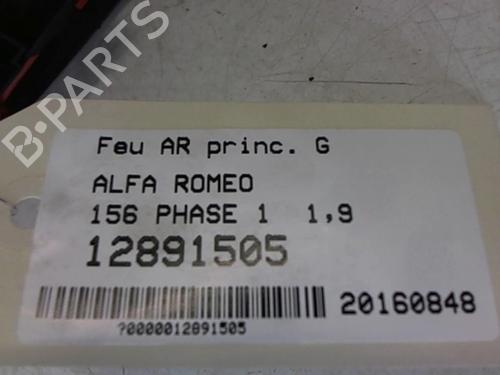 B-PARTS
Feu AR princ. G
ALFA ROMEO
156 PHASE 1 1,9
12891505
20160848
?0000012891505